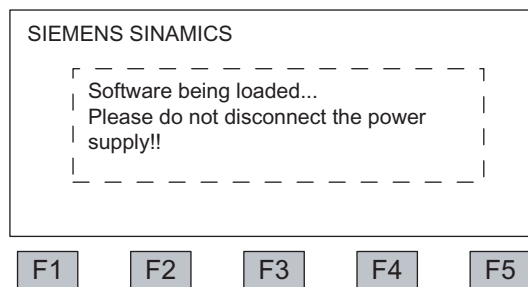 SIEMENS SINAMICS
Software being loaded...
Please do not disconnect the power
supply!!
F1 F2 F3 F4 F5